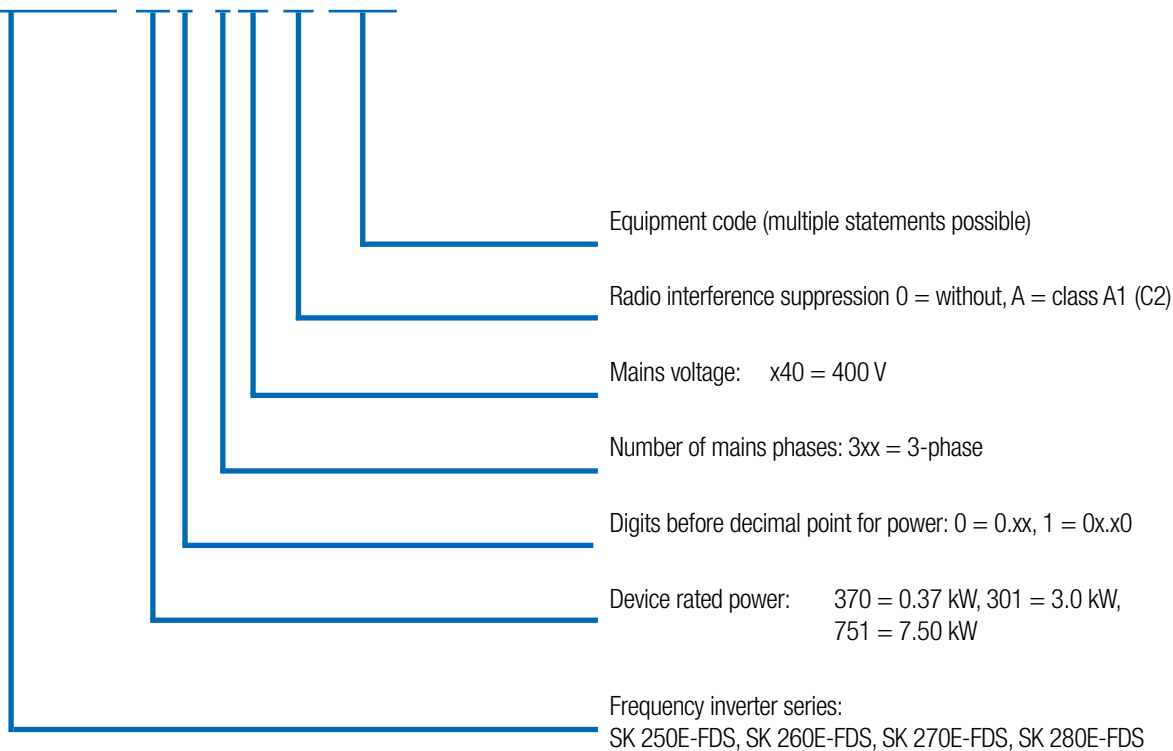 Equipment code (multiple statements possible)
Radio interference suppression 0 = without, A = class A1 (C2)
Mains voltage: x40 = 400 V
Number of mains phases: 3xx = 3-phase
Digits before decimal point for power: 0 = 0.xx, 1 = 0x.x0
Device rated power: 370 = 0.37 kW, 301 = 3.0 kW,
751 = 7.50 kW
Frequency inverter series:
SK 250E-FDS, SK 260E-FDS, SK 270E-FDS, SK 280E-FDS